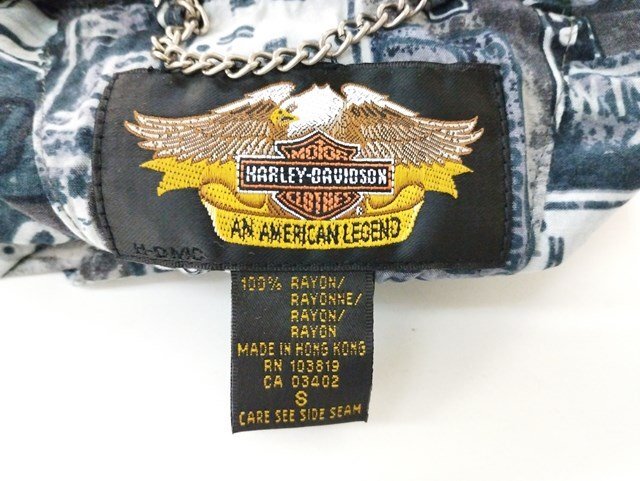 MOTOR
HARLEY-DAVIDSON
CLOTHES
AN AMERICAN LEGEND
H-DMC
100% RAYON/
RAYONNE/
RAYON/
RAYON
MADE IN HONG KONG
RN 103819
CA 03402
S
CARE SEE SIDE SEAM